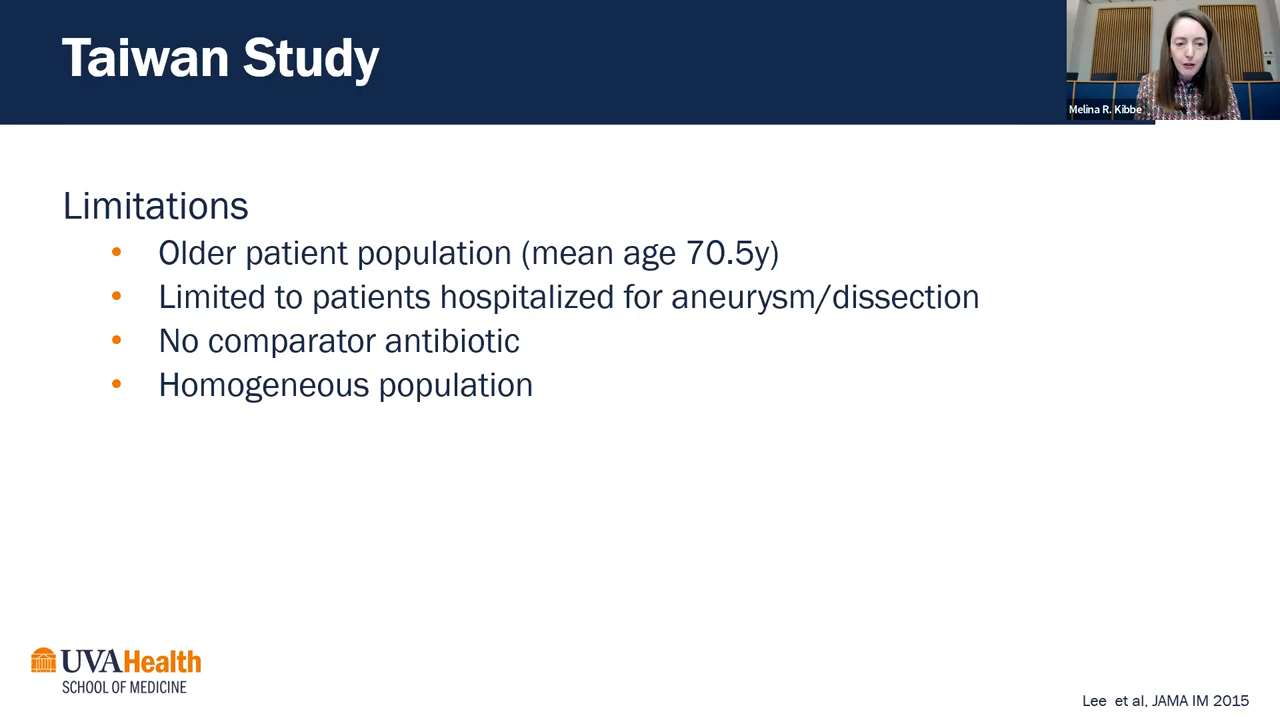 Taiwan Study
Melina R. Kibbe
Limitations
• Older patient population (mean age 70.5y)
• Limited to patients hospitalized for aneurysm/dissection
• No comparator antibiotic
• Homogeneous population
UVAHealth
SCHOOL OF MEDICINE
Lee et al, JAMA IM 2015